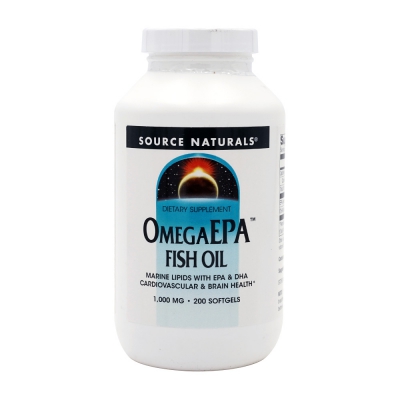 SOURCE NATURALS®
DIETARY SUPPLEMENT
OMEGAEPA™
FISH OIL
MARINE LIPIDS WITH EPA & DHA
CARDIOVASCULAR & BRAIN HEALTH*
1,000 MG • 200 SOFTGELS